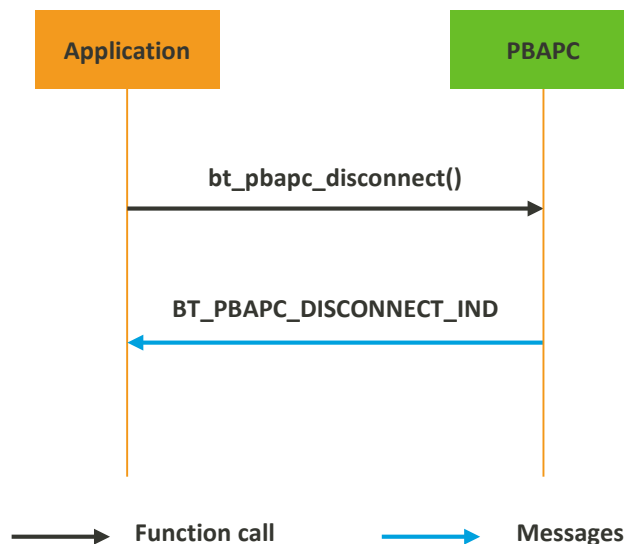 Application
PBAPC
bt_pbapc_disconnect()
BT_PBAPC_DISCONNECT_IND
Function call
Messages